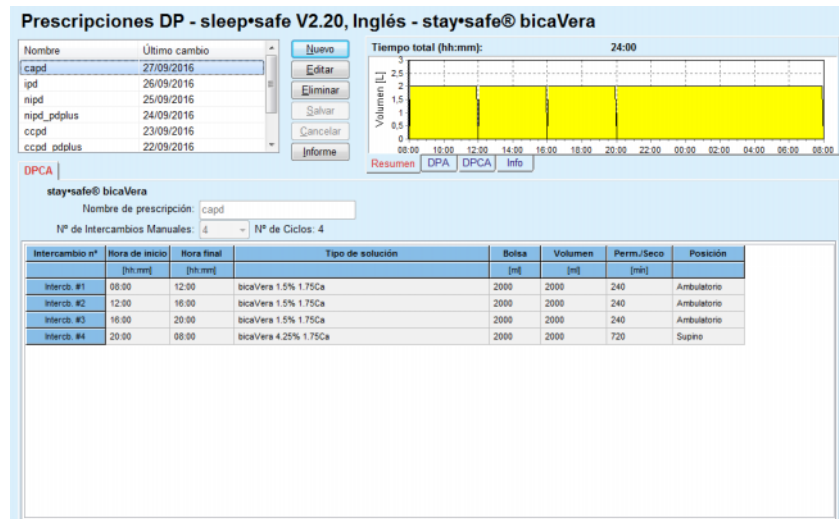 Prescripciones DP - sleep•safe V2.20, Inglés - stay•safe® bicaVera
Nombre Último cambio
capd 27/09/2016
ipd 26/09/2016
nipd 25/09/2016
nipd_pdplus 24/09/2016
ccpd 23/09/2016
ccpd_pdplus 22/09/2016
Nuevo
Editar
Eliminar
Salvar
Cancelar
Informe
Tiempo total (hh:mm): 24:00
Volumen [L]
3
2,5
2
1,5
1
0,5
0
08:00 10:00 12:00 14:00 16:00 18:00 20:00 22:00 00:00 02:00 04:00 06:00 08:00
Resumen DPA DPCA Info
DPCA
stay•safe® bicaVera
Nombre de prescripción: capd
Nº de Intercambios Manuales: 4 Nº de Ciclos: 4
Intercambio nº Hora de inicio Hora final Tipo de solución Bolsa Volumen Perm./Seco Posición
[hh:mm] [hh:mm] [ml] [ml] [min]
Intercb. #1 08:00 12:00 bicaVera 1.5% 1.75Ca 2000 2000 240 Ambulatorio
Intercb. #2 12:00 16:00 bicaVera 1.5% 1.75Ca 2000 2000 240 Ambulatorio
Intercb. #3 16:00 20:00 bicaVera 1.5% 1.75Ca 2000 2000 240 Ambulatorio
Intercb. #4 20:00 08:00 bicaVera 4.25% 1.75Ca 2000 2000 720 Supino